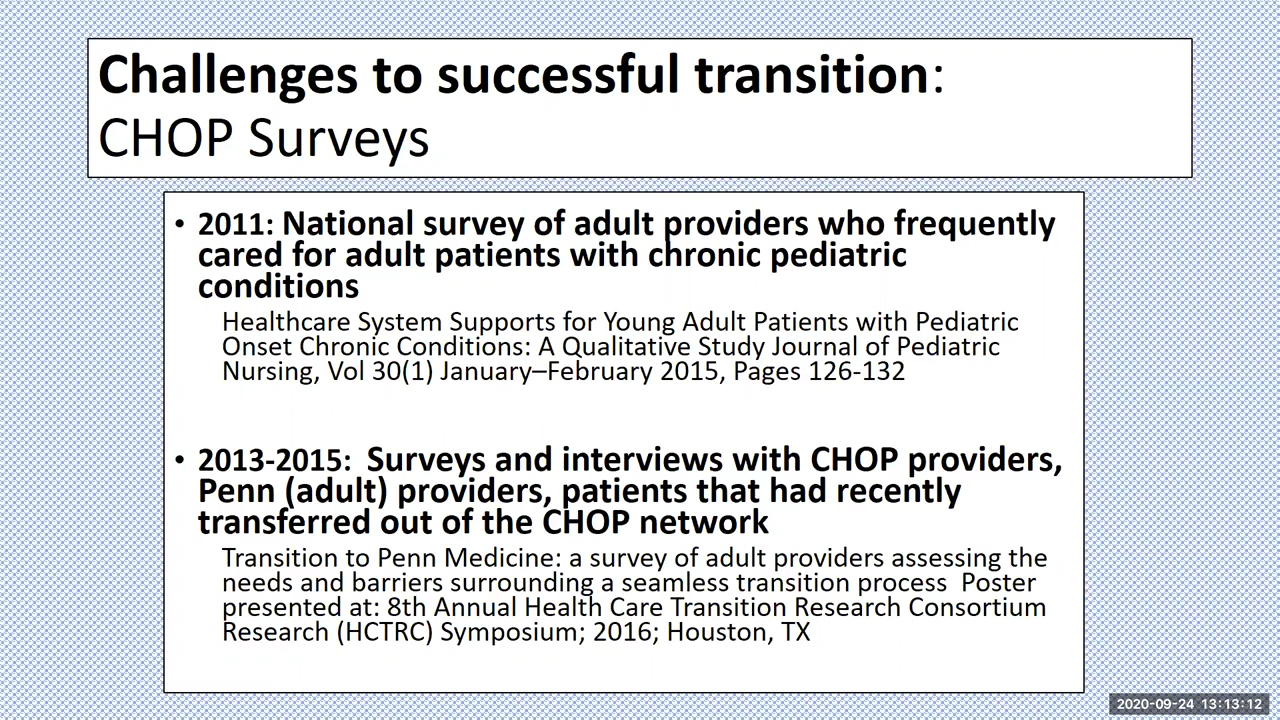 Challenges to successful transition:
CHOP Surveys
• 2011: National survey of adult providers who frequently
cared for adult patients with chronic pediatric
conditions
Healthcare System Supports for Young Adult Patients with Pediatric
Onset Chronic Conditions: A Qualitative Study Journal of Pediatric
Nursing, Vol 30(1) January–February 2015, Pages 126-132
• 2013-2015: Surveys and interviews with CHOP providers,
Penn (adult) providers, patients that had recently
transferred out of the CHOP network
Transition to Penn Medicine: a survey of adult providers assessing the
needs and barriers surrounding a seamless transition process Poster
presented at: 8th Annual Health Care Transition Research Consortium
Research (HCTRC) Symposium; 2016; Houston, TX
2020-09-24 13:13:12